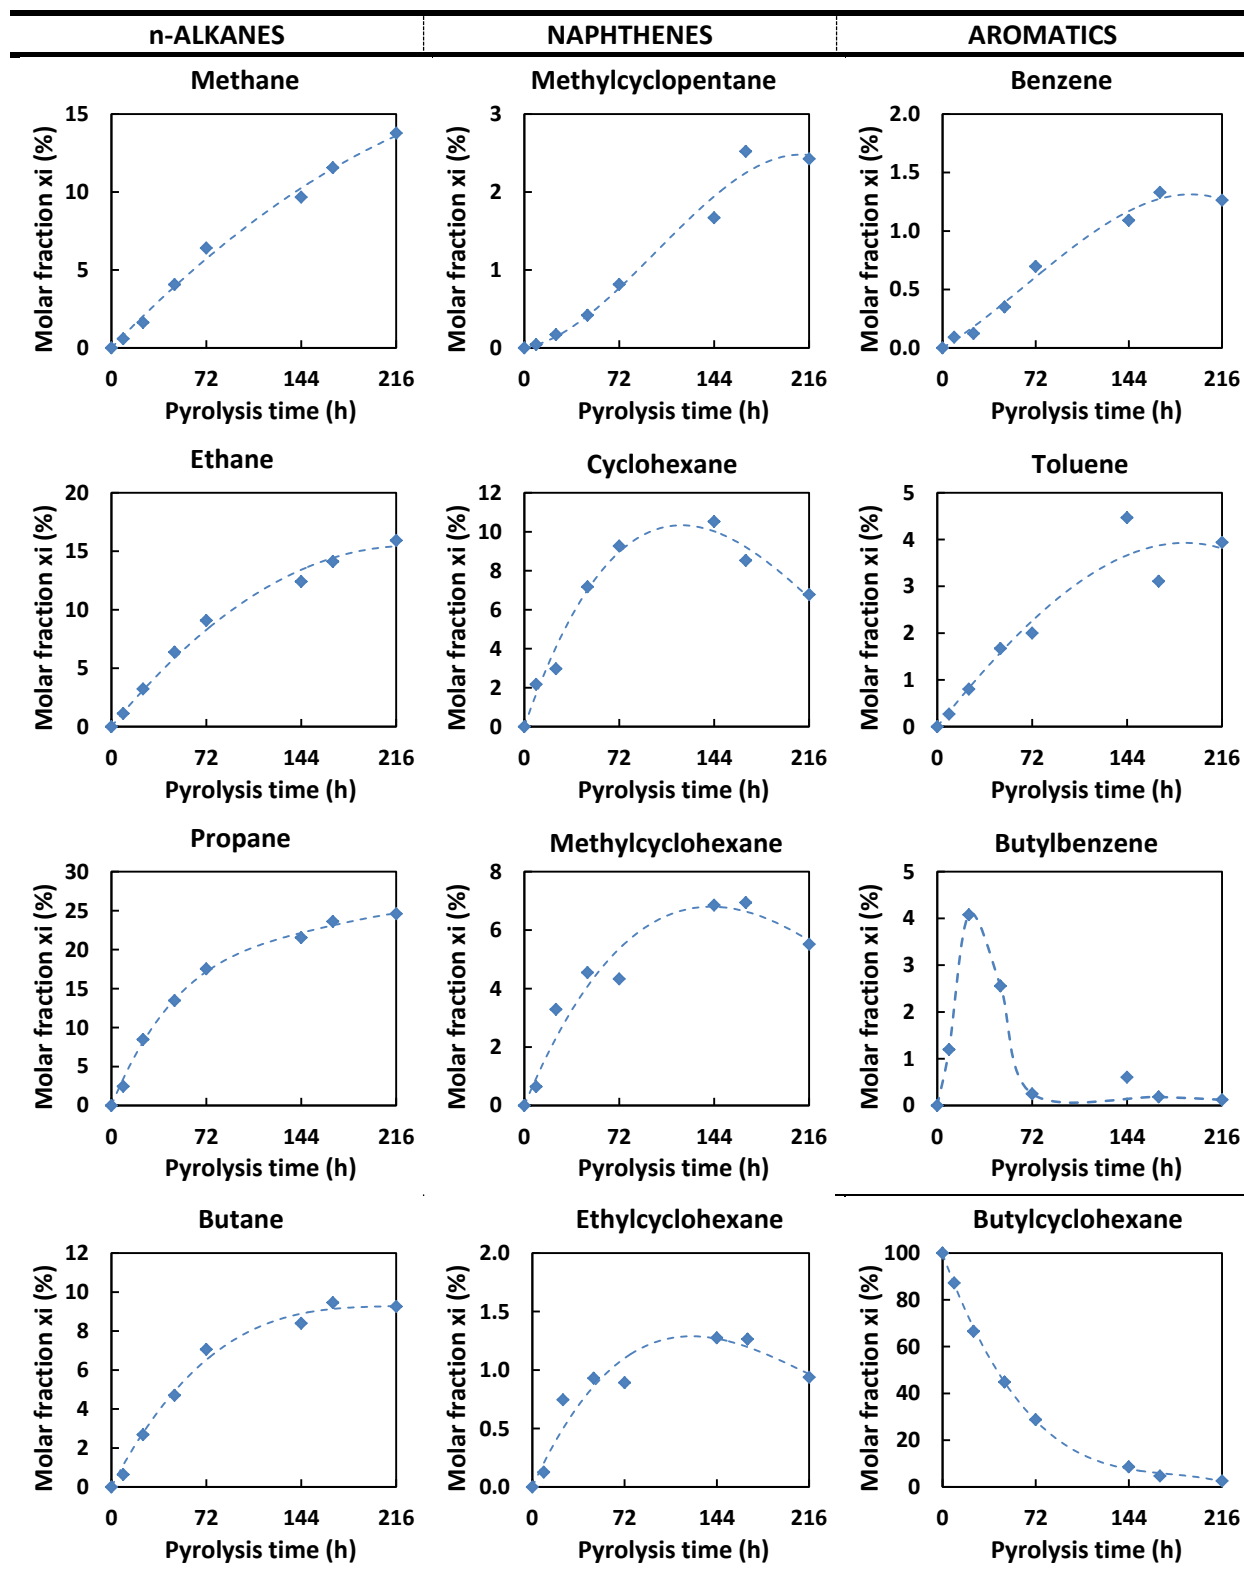 n-ALKANES
NAPHTHENES
AROMATICS
Methane
15
10
5
0
0 72 144 216
Molar fraction xi (%)
Pyrolysis time (h)
Methylcyclopentane
3
2
1
0
0 72 144 216
Molar fraction xi (%)
Pyrolysis time (h)
Benzene
2.0
1.5
1.0
0.5
0.0
0 72 144 216
Molar fraction xi (%)
Pyrolysis time (h)
Ethane
20
15
10
5
0
0 72 144 216
Molar fraction xi (%)
Pyrolysis time (h)
Cyclohexane
12
10
8
6
4
2
0
0 72 144 216
Molar fraction xi (%)
Pyrolysis time (h)
Toluene
5
4
3
2
1
0
0 72 144 216
Molar fraction xi (%)
Pyrolysis time (h)
Propane
30
25
20
15
10
5
0
0 72 144 216
Molar fraction xi (%)
Pyrolysis time (h)
Methylcyclohexane
8
6
4
2
0
0 72 144 216
Molar fraction xi (%)
Pyrolysis time (h)
Butylbenzene
5
4
3
2
1
0
0 72 144 216
Molar fraction xi (%)
Pyrolysis time (h)
Butane
12
10
8
6
4
2
0
0 72 144 216
Molar fraction xi (%)
Pyrolysis time (h)
Ethylcyclohexane
2.0
1.5
1.0
0.5
0.0
0 72 144 216
Molar fraction xi (%)
Pyrolysis time (h)
Butylcyclohexane
100
80
60
40
20
0
0 72 144 216
Molar fraction xi (%)
Pyrolysis time (h)